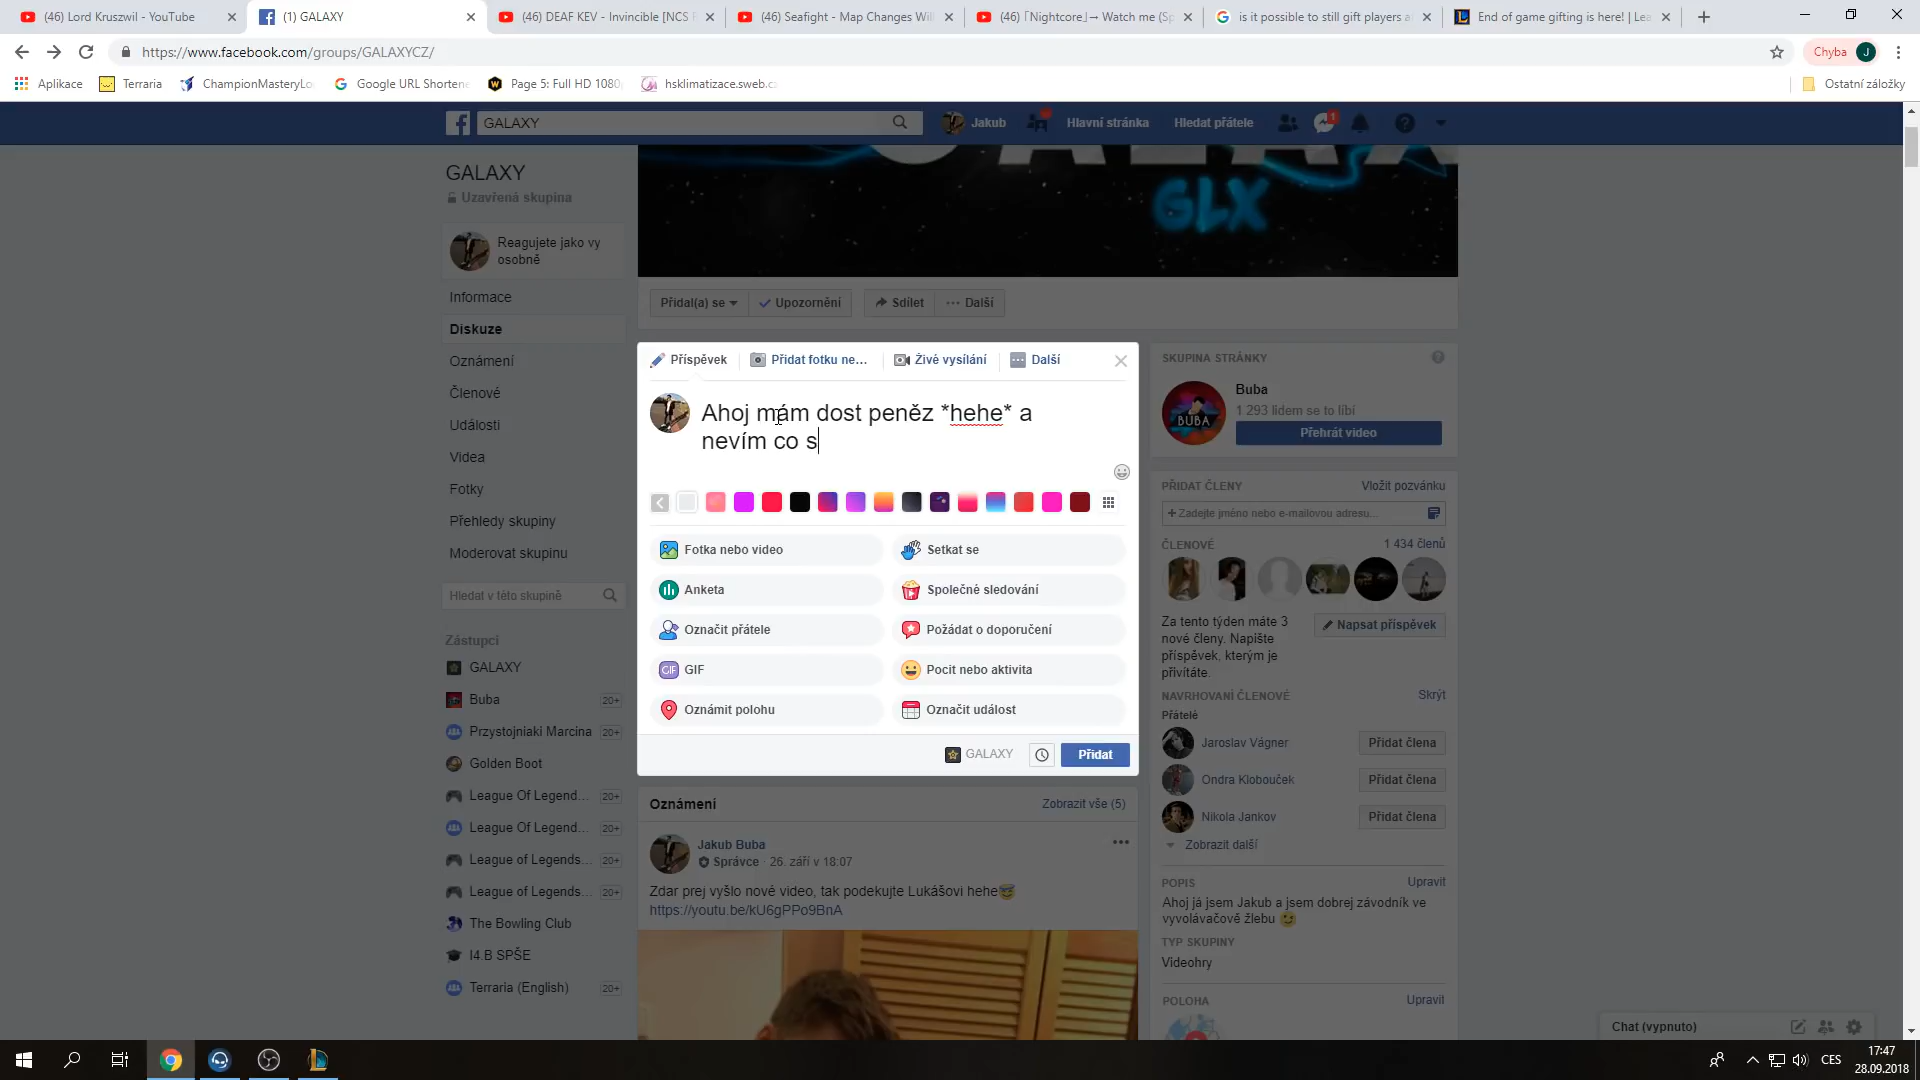 (46) Lord Kruszwil - YouTube
(1) GALAXY
(46) DEAF KEV - Invincible [NCS
(46) Seafight - Map Changes Wil
(46) 「Nightcore」→ Watch me (Sp
is it possible to still gift players a
End of game gifting is here! | Lea
https://www.facebook.com/groups/GALAXYCZ/
Chyba
J
Aplikace
Terraria
ChampionMasteryLo
Google URL Shortene
Page 5: Full HD 1080
hsklimatizace.sweb.c
Ostatní záložky
GALAXY
Jakub
Hlavní stránka
Hledat přátele
1
GALAXY
Uzavřená skupina
GLX
Reagujete jako vy
osobně
Informace
Diskuze
Oznámení
Členové
Události
Videa
Fotky
Přehledy skupiny
Moderovat skupinu
Hledat v této skupině
Zástupci
GALAXY
Buba 20+
Przystojniaki Marcina 20+
Golden Boot
League Of Legend... 20+
League Of Legend... 20+
League of Legends... 20+
League of Legends... 20+
The Bowling Club
I4.B SPŠE
Terraria (English) 20+
Přidal(a) se
Upozornění
Sdílet
Další
Příspěvek
Přidat fotku ne...
Živé vysílání
Další
Ahoj mám dost peněz *hehe* a
nevím co s
Fotka nebo video
Setkat se
Anketa
Společné sledování
Označit přátele
Požádat o doporučení
GIF
Pocit nebo aktivita
Oznámit polohu
Označit událost
GALAXY
Přidat
Oznámení
Zobrazit vše (5)
Jakub Buba
Správce · 26. září v 18:07
Zdar prej vyšlo nové video, tak podekujte Lukášovi hehe
https://youtu.be/kU6gPPo9BnA
SKUPINA STRÁNKY
BUBA
Buba
1 293 lidem se to líbí
Přehrát video
PŘIDAT ČLENY
Vložit pozvánku
+ Zadejte jméno nebo e-mailovou adresu...
ČLENOVÉ
1 434 členů
Za tento týden máte 3
nové členy. Napište
příspěvek, kterým je
přivítáte.
Napsat příspěvek
NAVRHOVANÍ ČLENOVÉ
Skrýt
Přátelé
Jaroslav Vágner
Přidat člena
Ondra Klobouček
Přidat člena
Nikola Jankov
Přidat člena
Zobrazit další
POPIS
Upravit
Ahoj já jsem Jakub a jsem dobrej závodník ve
vyvolávačově žlebu
TYP SKUPINY
Videohry
POLOHA
Upravit
Chat (vypnuto)
CES
17:47
28.09.2018